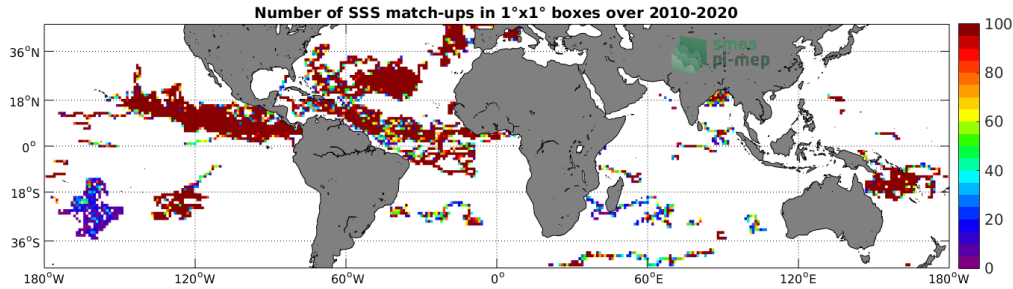 Number of SSS match-ups in 1°x1° boxes over 2010-2020
smos
pi-mep
36°N
18°N
0°
18°S
36°S
180°W 120°W 60°W 0° 60°E 120°E 180°W
100
80
60
40
20
0